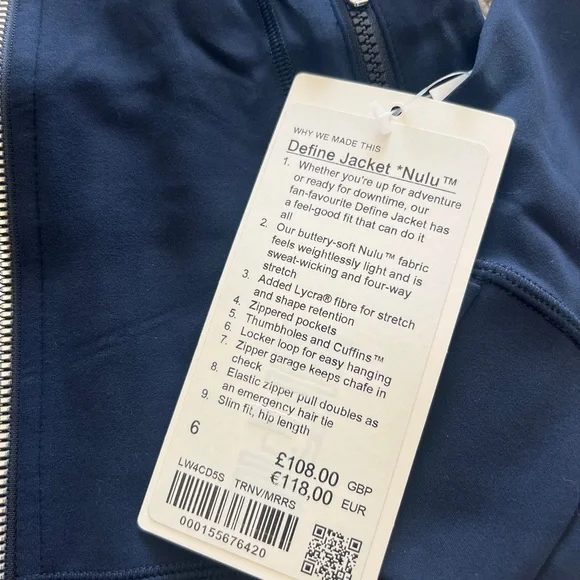 WHY WE MADE THIS
Define Jacket *Nulu™
1. Whether you're up for adventure
or ready for downtime, our
fan-favourite Define Jacket has
a feel-good fit that can do it
all
2. Our buttery-soft Nulu™ fabric
feels weightlessly light and is
sweat-wicking and four-way
stretch
3. Added Lycra® fibre for stretch
and shape retention
4. Zippered pockets
5. Thumbholes and Cuffins™
6. Locker loop for easy hanging
7. Zipper garage keeps chafe in
check
8. Elastic zipper pull doubles as
an emergency hair tie
9. Slim fit, hip length
6
£108.00 GBP
€118,00 EUR
LW4CD5S TRNV/MRRS
000155676420